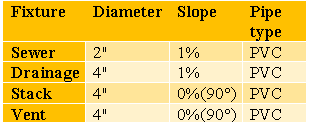 Fixture Diameter Slope Pipe type
Sewer 2" 1% PVC
Drainage 4" 1% PVC
Stack 4" 0%(90°) PVC
Vent 4" 0%(90°) PVC